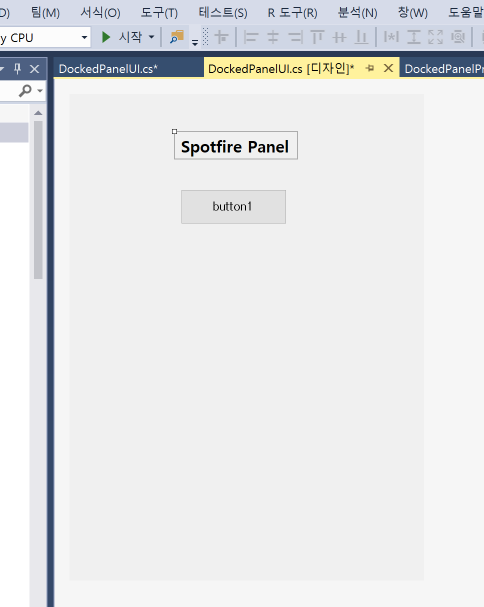 D) 팀(M) 서식(O) 도구(T) 테스트(S) R 도구(R) 분석(N) 창(W) 도움말
y CPU 시작
DockedPanelUI.cs* DockedPanelUI.cs [디자인]* DockedPanelPr
Spotfire Panel
button1